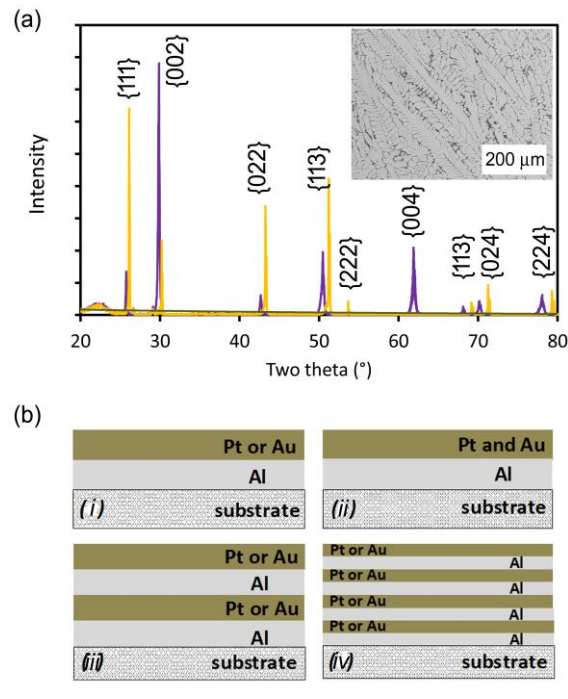 (a)
Intensity
{111}
{002}
{022}
{113}
{222}
{004}
{113}
{024}
{224}
200 μm
20 30 40 50 60 70 80
Two theta (°)
(b)
Pt or Au
Al
(i) substrate
Pt and Au
Al
(ii) substrate
Pt or Au
Al
Pt or Au
Al
(iii) substrate
Pt or Au
Al
Pt or Au
Al
Pt or Au
Al
Pt or Au
Al
(iv) substrate